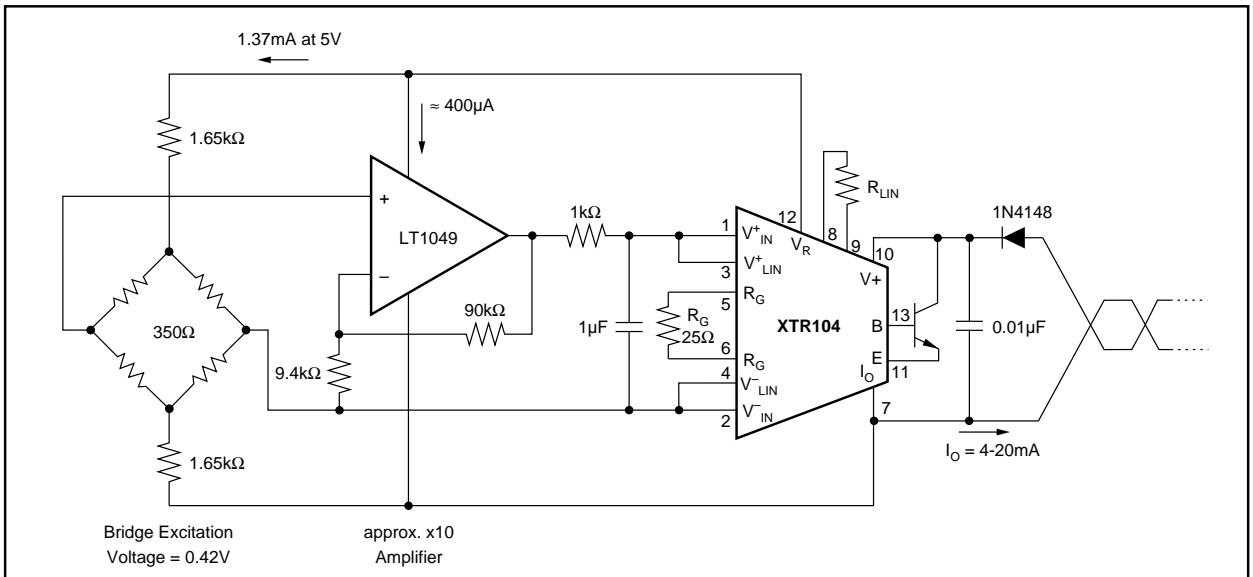 1.37mA at 5V
≈ 400µA
1.65kΩ
R_LIN
1kΩ
12
8
1N4148
+
LT1049
1
V⁺_IN
V_R
9
10
3
V⁺_LIN
V+
–
5
R_G
350Ω
90kΩ
1µF
R_G
25Ω
XTR104
B
13
0.01µF
6
R_G
E
9.4kΩ
4
V⁻_LIN
I_O
11
2
V⁻_IN
7
1.65kΩ
I_O = 4-20mA
Bridge Excitation
Voltage = 0.42V
approx. x10
Amplifier